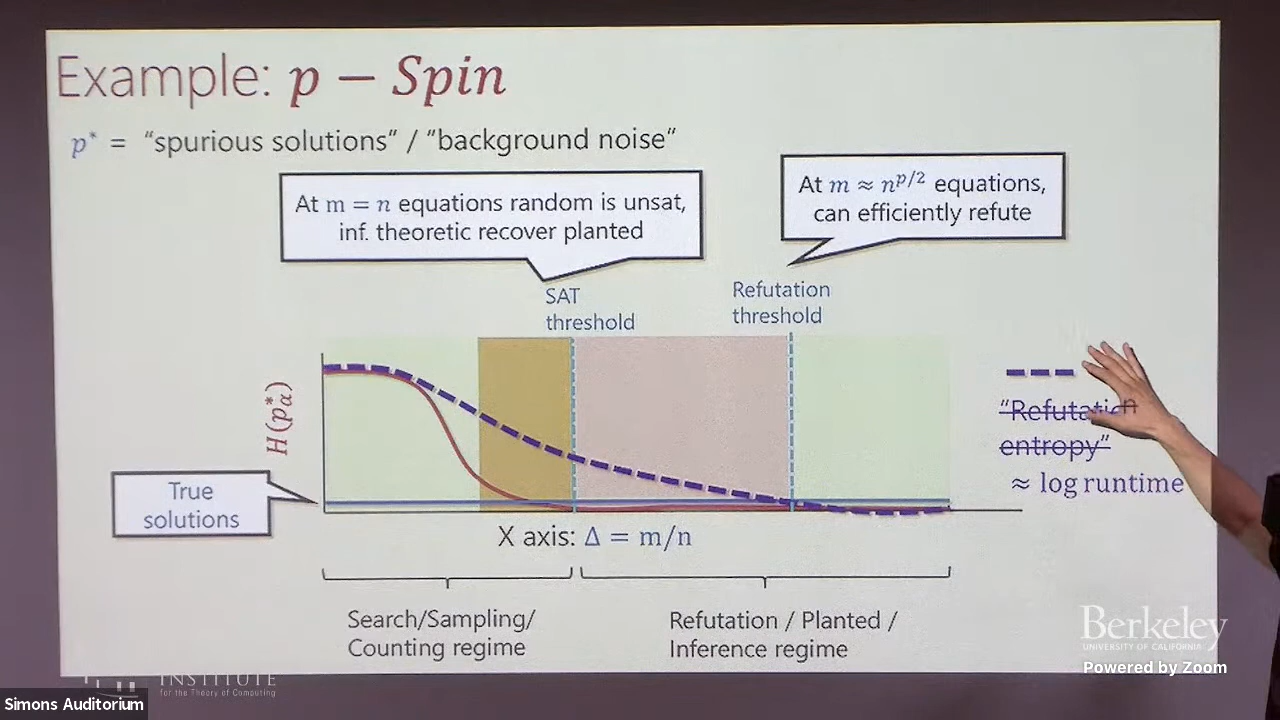 Example: p − Spin
p* = "spurious solutions" / "background noise"
At m = n equations random is unsat,
inf. theoretic recover planted
At m ≈ n^{p/2} equations,
can efficiently refute
SAT
threshold
Refutation
threshold
H(p*_α)
"Refutation
entropy"
≈ log runtime
True
solutions
X axis: Δ = m/n
Search/Sampling/
Counting regime
Refutation / Planted /
Inference regime
Berkeley
UNIVERSITY OF CALIFORNIA
Powered by Zoom
INSTITUTE
for the Theory of Computing
Simons Auditorium